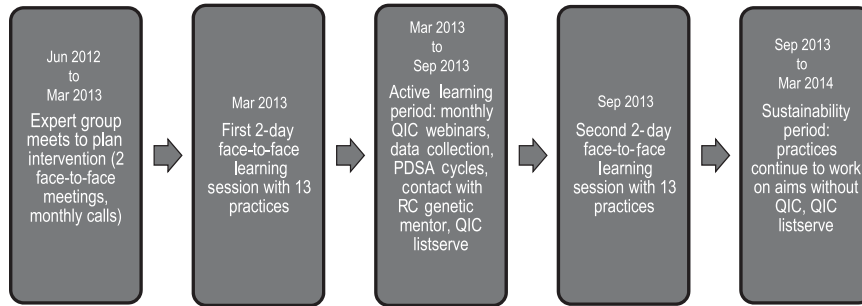 Jun 2012
to
Mar 2013
Expert group
meets to plan
intervention (2
face-to-face
meetings,
monthly calls)
Mar 2013
First 2-day
face-to-face
learning
session with 13
practices
Mar 2013
to
Sep 2013
Active learning
period: monthly
QIC webinars,
data collection,
PDSA cycles,
contact with
RC genetic
mentor, QIC
listserve
Sep 2013
Second 2-day
face-to-face
learning
session with 13
practices
Sep 2013
to
Mar 2014
Sustainability
period:
practices
continue to work
on aims without
QIC, QIC
listserve